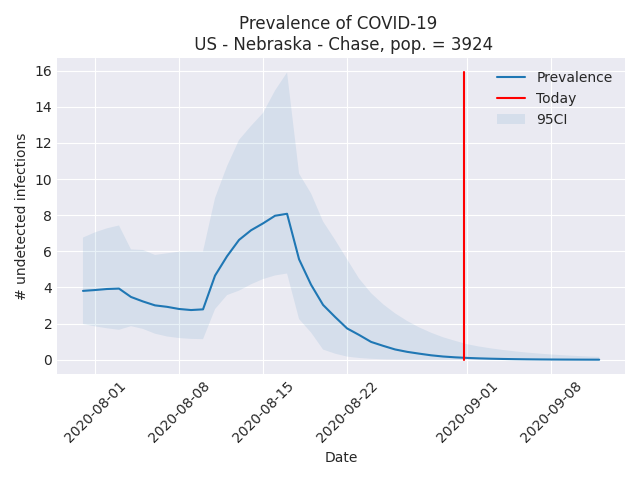 Prevalence of COVID-19
US - Nebraska - Chase, pop. = 3924
# undetected infections
16
14
12
10
8
6
4
2
0
Prevalence
Today
95CI
2020-08-01
2020-08-08
2020-08-15
2020-08-22
2020-09-01
2020-09-08
Date